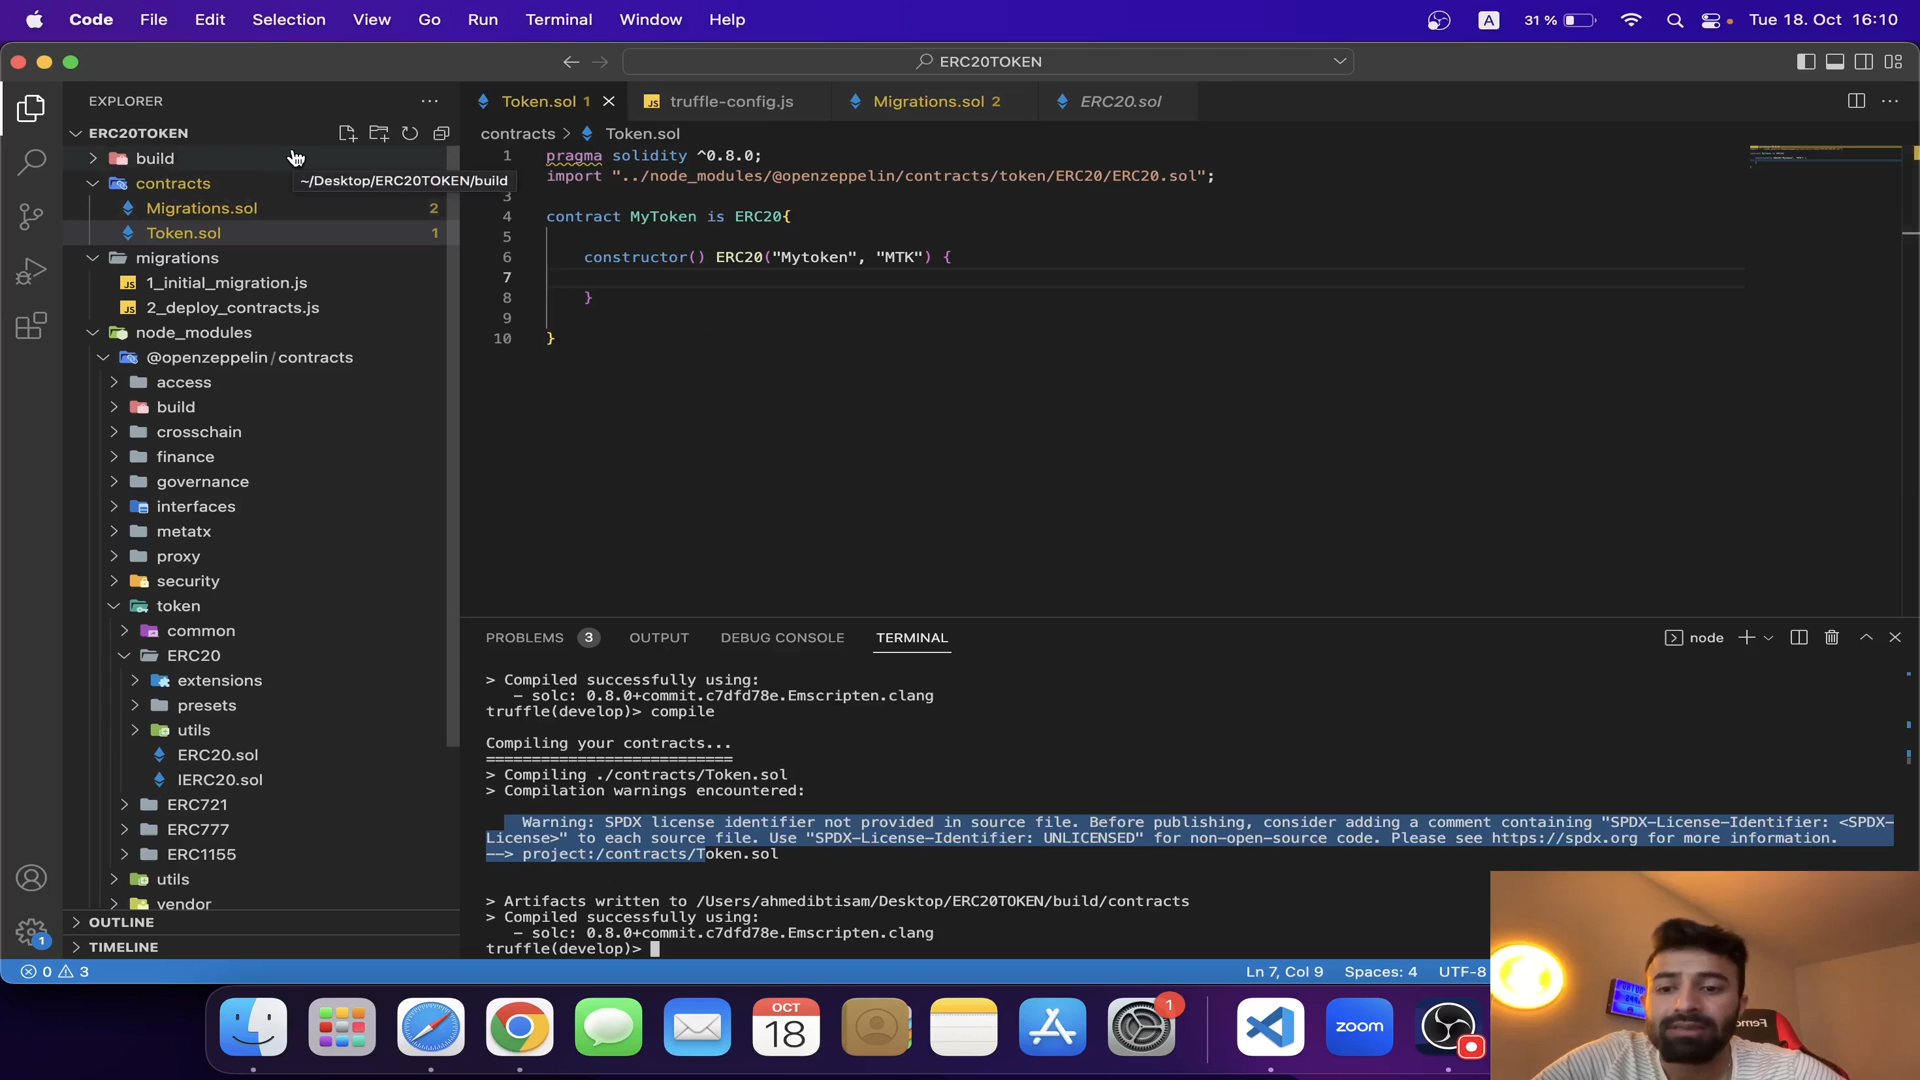 Code File Edit Selection View Go Run Terminal Window Help
A 31 % Tue 18. Oct 16:10
ERC20TOKEN
EXPLORER
Token.sol 1
truffle-config.js
Migrations.sol 2
ERC20.sol
ERC20TOKEN
contracts > Token.sol
build
~/Desktop/ERC20TOKEN/build
contracts
Migrations.sol 2
Token.sol 1
migrations
1_initial_migration.js
2_deploy_contracts.js
node_modules
@openzeppelin/contracts
access
build
crosschain
finance
governance
interfaces
metatx
proxy
security
token
common
ERC20
extensions
presets
utils
ERC20.sol
IERC20.sol
ERC721
ERC777
ERC1155
utils
vendor
OUTLINE
TIMELINE
1 pragma solidity ^0.8.0;
import "../node_modules/@openzeppelin/contracts/token/ERC20/ERC20.sol";
3
4 contract MyToken is ERC20{
5
6 constructor() ERC20("Mytoken", "MTK") {
7
8 }
9
10 }
PROBLEMS 3 OUTPUT DEBUG CONSOLE TERMINAL
node
> Compiled successfully using:
- solc: 0.8.0+commit.c7dfd78e.Emscripten.clang
truffle(develop)> compile
Compiling your contracts...
===========================
> Compiling ./contracts/Token.sol
> Compilation warnings encountered:
Warning: SPDX license identifier not provided in source file. Before publishing, consider adding a comment containing "SPDX-License-Identifier: <SPDX-
License>" to each source file. Use "SPDX-License-Identifier: UNLICENSED" for non-open-source code. Please see https://spdx.org for more information.
--> project:/contracts/Token.sol
> Artifacts written to /Users/ahmedibtisam/Desktop/ERC20TOKEN/build/contracts
> Compiled successfully using:
- solc: 0.8.0+commit.c7dfd78e.Emscripten.clang
truffle(develop)>
0 3
Ln 7, Col 9 Spaces: 4 UTF-8
1
OCT
18
1
zoom